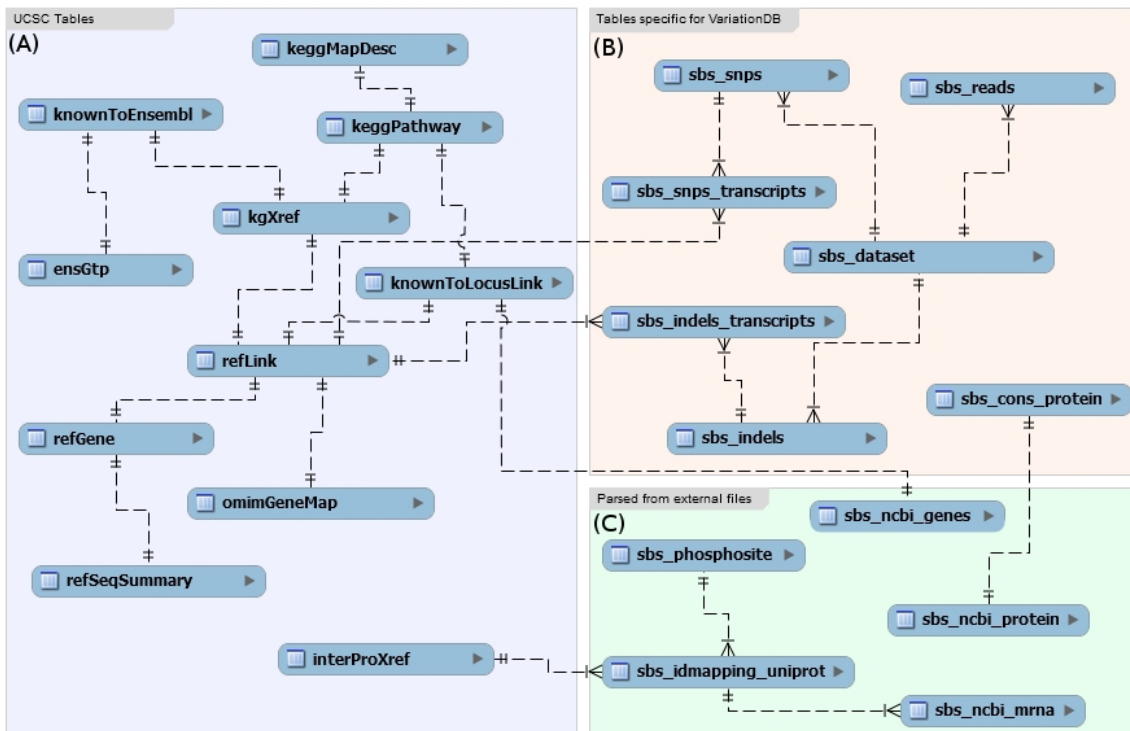 UCSC Tables
(A)
keggMapDesc
knownToEnsembl
keggPathway
kgXref
ensGtp
knownToLocusLink
refLink
refGene
omimGeneMap
refSeqSummary
interProXref
Tables specific for VariationDB
(B)
sbs_snps
sbs_reads
sbs_snps_transcripts
sbs_dataset
sbs_indels_transcripts
sbs_cons_protein
sbs_indels
Parsed from external files
(C)
sbs_ncbi_genes
sbs_phosphosite
sbs_ncbi_protein
sbs_idmapping_uniprot
sbs_ncbi_mrna